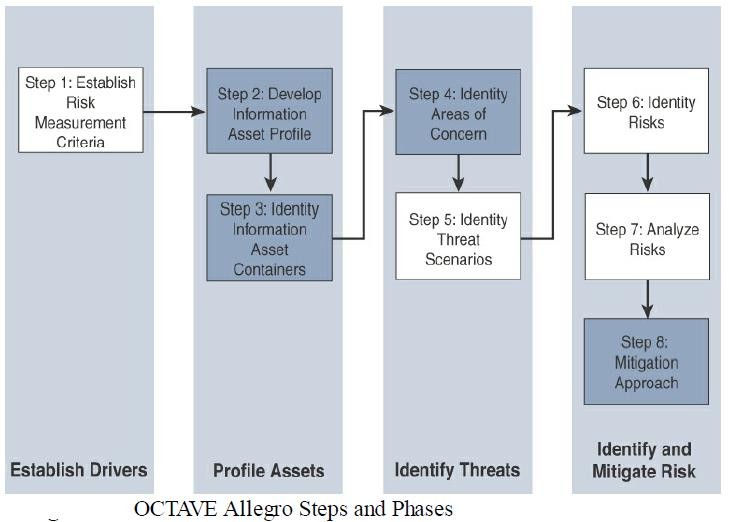 Step 1: Establish
Risk
Measurement
Criteria
Step 2: Develop
Information
Asset Profile
Step 3: Identity
Information
Asset
Containers
Step 4: Identity
Areas of
Concern
Step 5: Identity
Threat
Scenarios
Step 6: Identity
Risks
Step 7: Analyze
Risks
Step 8:
Mitigation
Approach
Establish Drivers
Profile Assets
Identify Threats
Identify and
Mitigate Risk
OCTAVE Allegro Steps and Phases